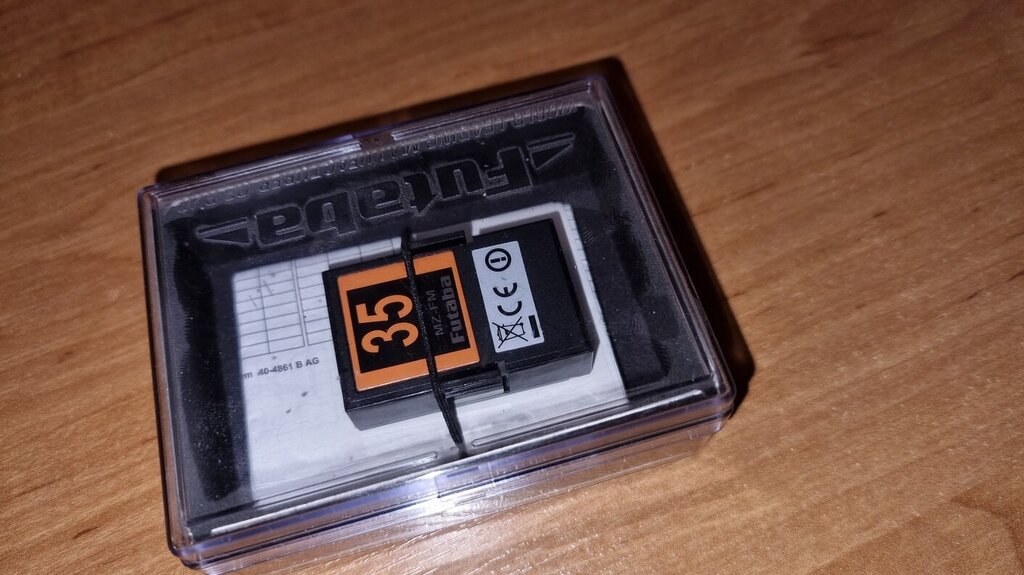 Futaba
35
MZ-FM
Futaba
CE
40-4861 B AG